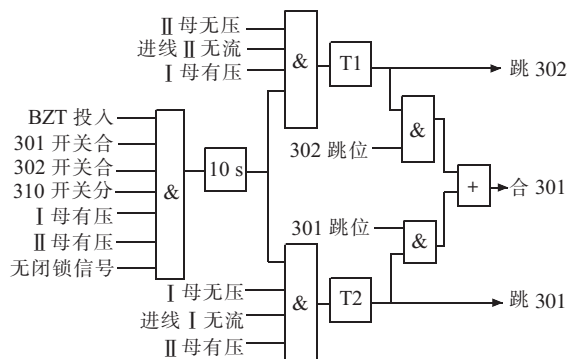 Ⅱ母无压
进线Ⅱ无流
Ⅰ母有压
&
T1
跳 302
BZT 投入
301 开关合
302 开关合
310 开关分
Ⅰ母有压
Ⅱ母有压
无闭锁信号
&
10 s
302 跳位
&
+
合 301
301 跳位
&
Ⅰ母无压
进线Ⅰ无流
Ⅱ母有压
&
T2
跳 301